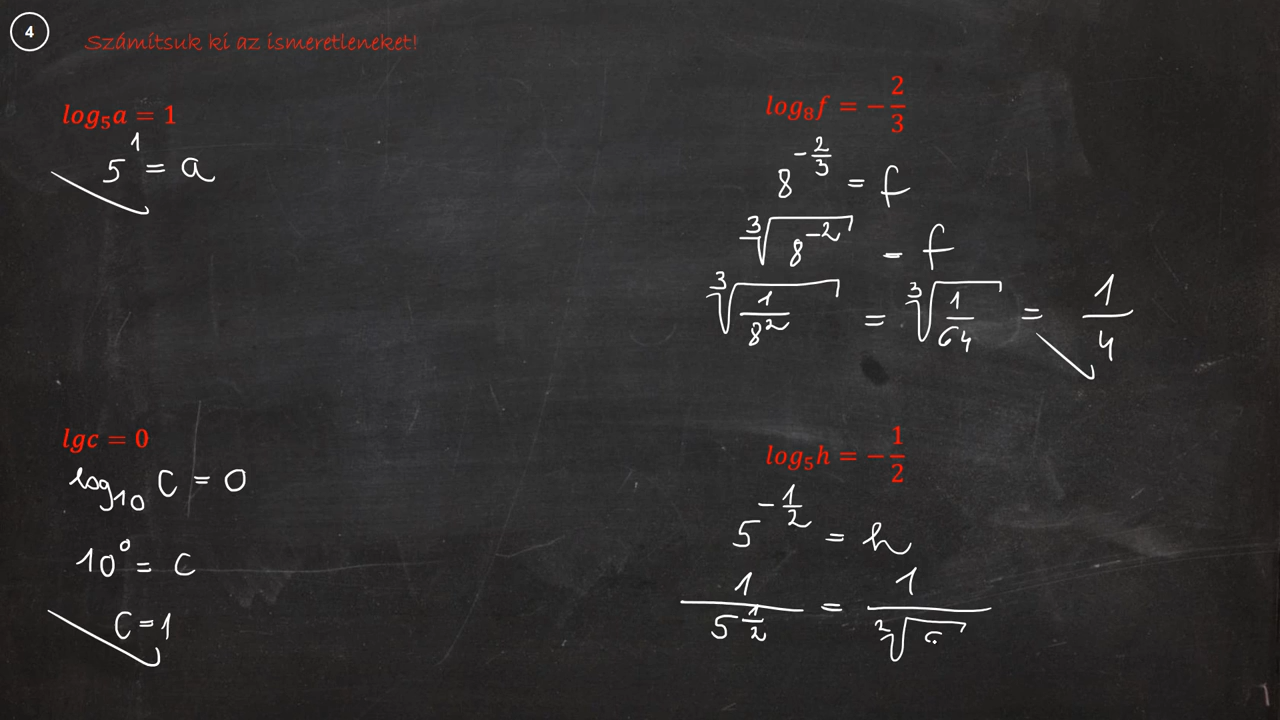 4
Számítsuk ki az ismeretleneket!
log₅a = 1
5¹ = a
lgc = 0
log₁₀ c = 0
10⁰ = c
c = 1
log₈f = -2/3
8^(-2/3) = f
∛(8⁻²) = f
∛(1/8²) = ∛(1/64) = 1/4
log₅h = -1/2
5^(-1/2) = h
1/5^(1/2) = 1/²√